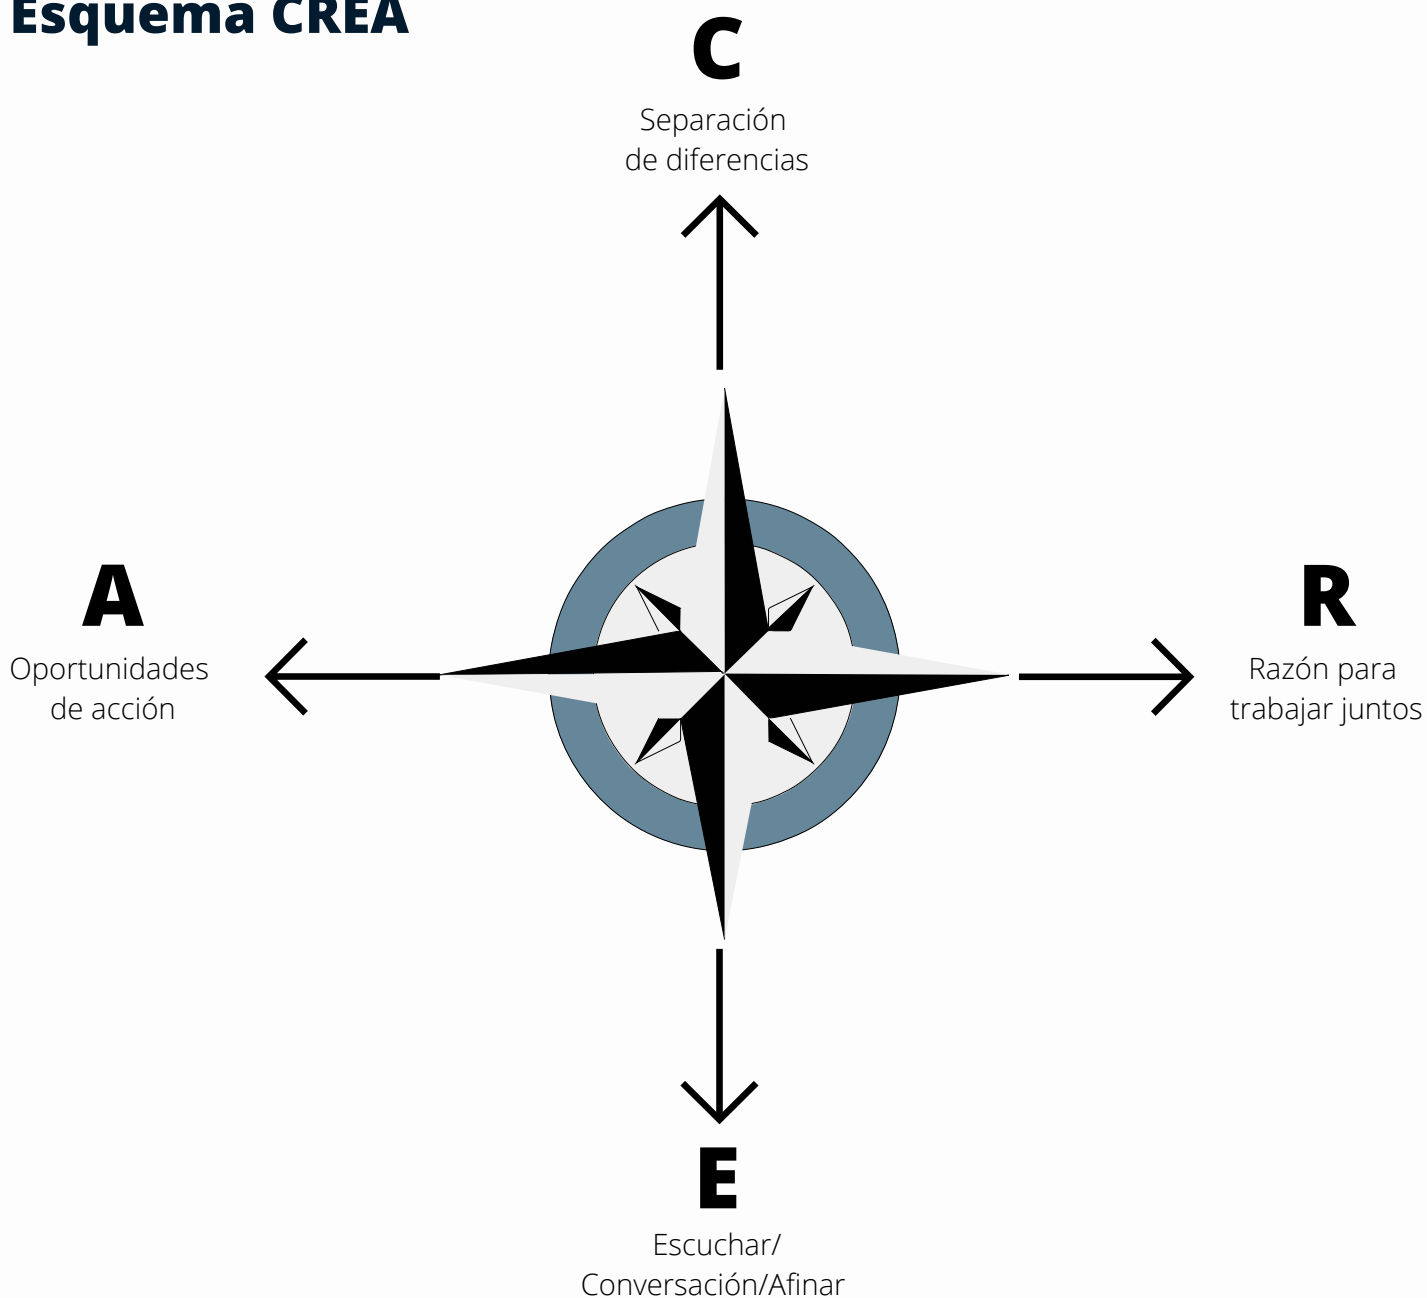 Esquema CREA
C
Separación
de diferencias
A
Oportunidades
de acción
R
Razón para
trabajar juntos
E
Escuchar/
Conversación/Afinar